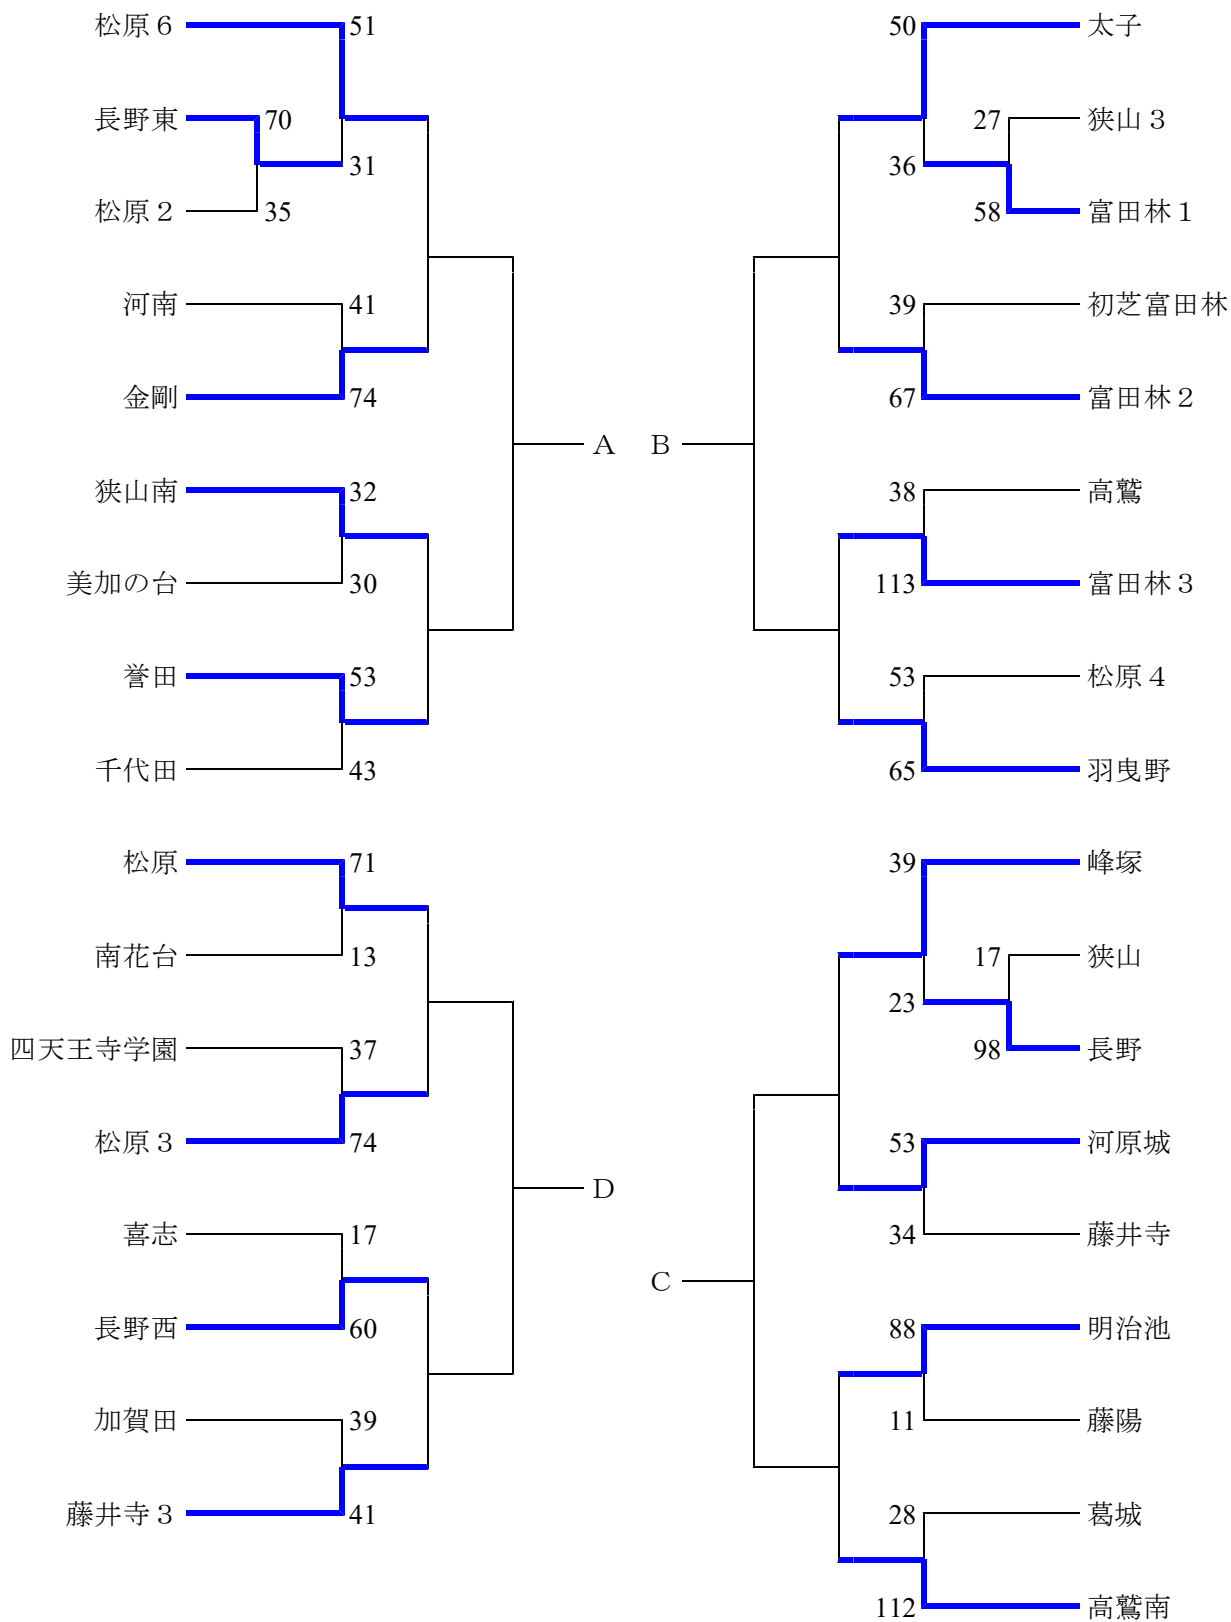 松原６ 51
長野東 70
31
松原２ 35
河南 41
金剛 74
A
狭山南 32
美加の台 30
誉田 53
千代田 43
50 太子
27 狭山３
36
58 富田林１
39 初芝富田林
67 富田林２
B
38 高鷲
113 富田林３
53 松原４
65 羽曳野
松原 71
南花台 13
四天王寺学園 37
松原３ 74
D
喜志 17
長野西 60
加賀田 39
藤井寺３ 41
39 峰塚
17 狭山
23
98 長野
53 河原城
34 藤井寺
C
88 明治池
11 藤陽
28 葛城
112 高鷲南